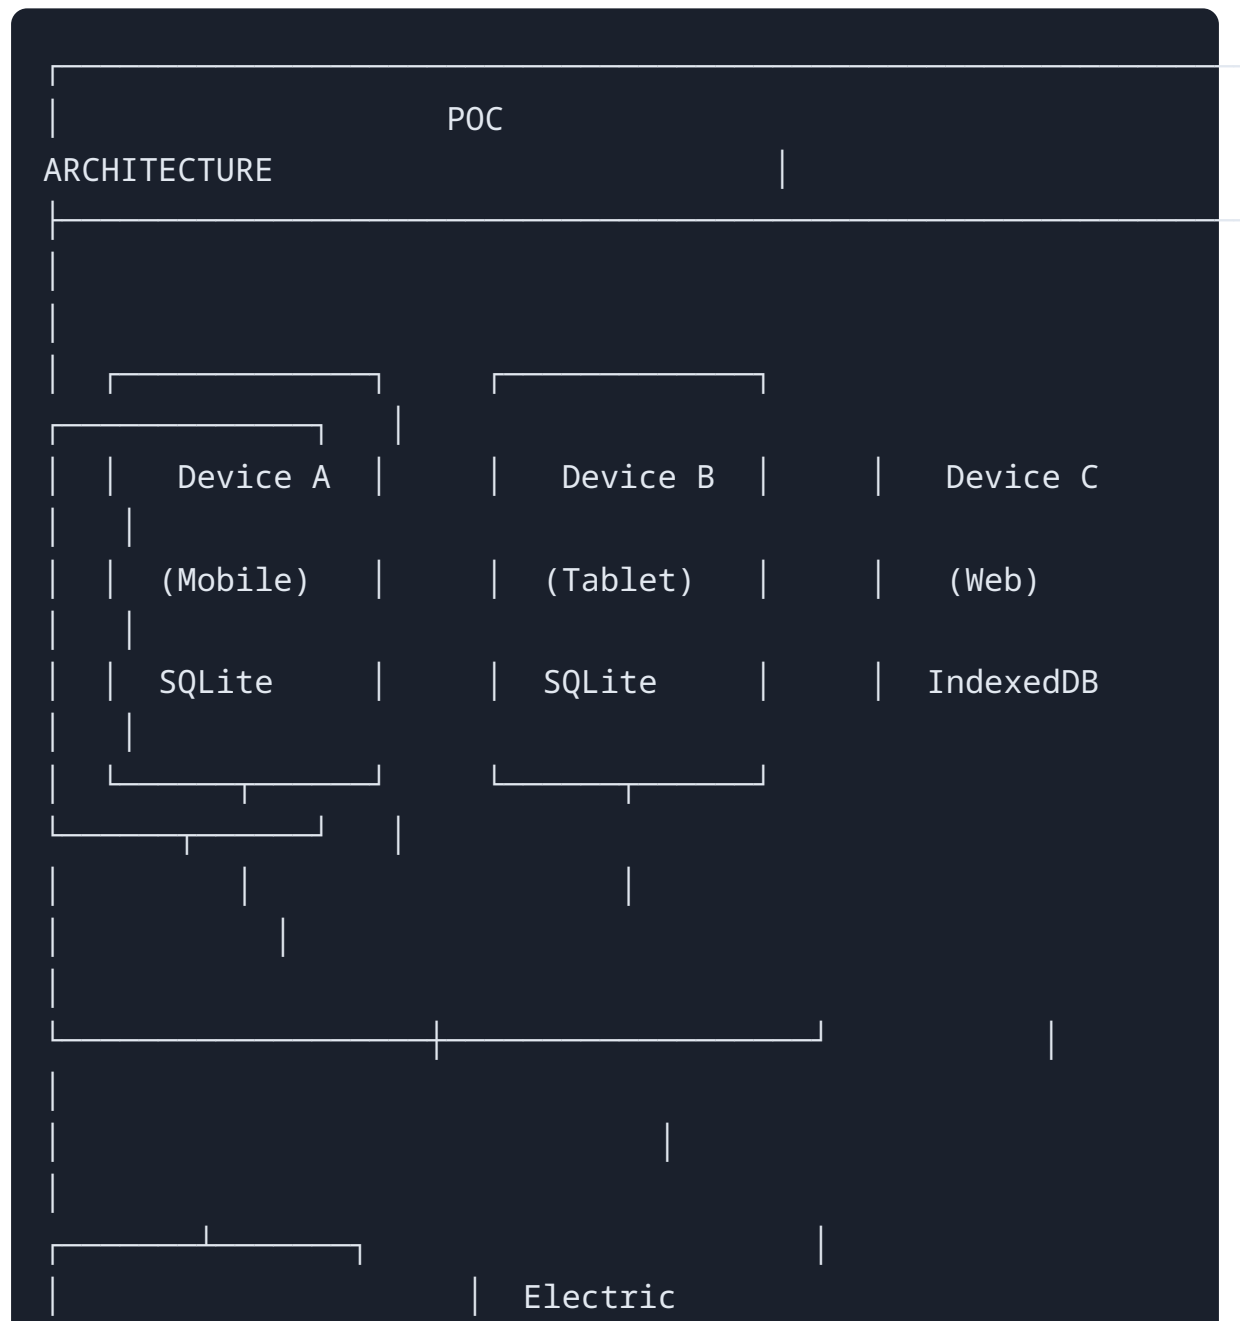 POC
ARCHITECTURE
Device A Device B Device C
(Mobile) (Tablet) (Web)
SQLite SQLite IndexedDB
Electric